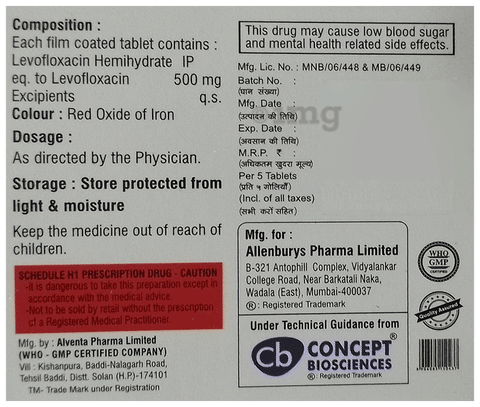 Composition :
Each film coated tablet contains :
Levofloxacin Hemihydrate IP
eq. to Levofloxacin 500 mg
Excipients q.s.
Colour : Red Oxide of Iron
Dosage :
As directed by the Physician.
Storage : Store protected from
light & moisture
Keep the medicine out of reach of
children.
SCHEDULE H1 PRESCRIPTION DRUG - CAUTION
-It is dangerous to take this preparation except in
accordance with the medical advice.
-Not to be sold by retail without the prescription
of a Registered Medical Practitioner.
Mfg. by : Alventa Pharma Limited
(WHO - GMP CERTIFIED COMPANY)
Vill : Kishanpura, Baddi-Nalagarh Road,
Tehsil Baddi, Distt. Solan (H.P.)-174101
TM- Trade Mark under Registration
This drug may cause low blood sugar
and mental health related side effects.
Mfg. Lic. No. : MNB/06/448 & MB/06/449
Batch No. :
(घान संख्या)
Mfg. Date :
(उत्पादन की तिथि)
Exp. Date :
(अवसान की तिथि)
M.R.P. ₹ :
(अधिकतम खुदरा मूल्य)
Per 5 Tablets
(प्रति ५ गोलियाँ)
(Incl. of all taxes)
(सभी करों सहित)
mg
Mfg. for :
Allenburys Pharma Limited
B-321 Antophill Complex, Vidyalankar
College Road, Near Barkatali Naka,
Wadala (East), Mumbai-400037
® : Registered Trademark
WHO
GMP
CERTIFIED
Quality Assured
Under Technical Guidance from
cb CONCEPT®
BIOSCIENCES
® : Registered Trademark